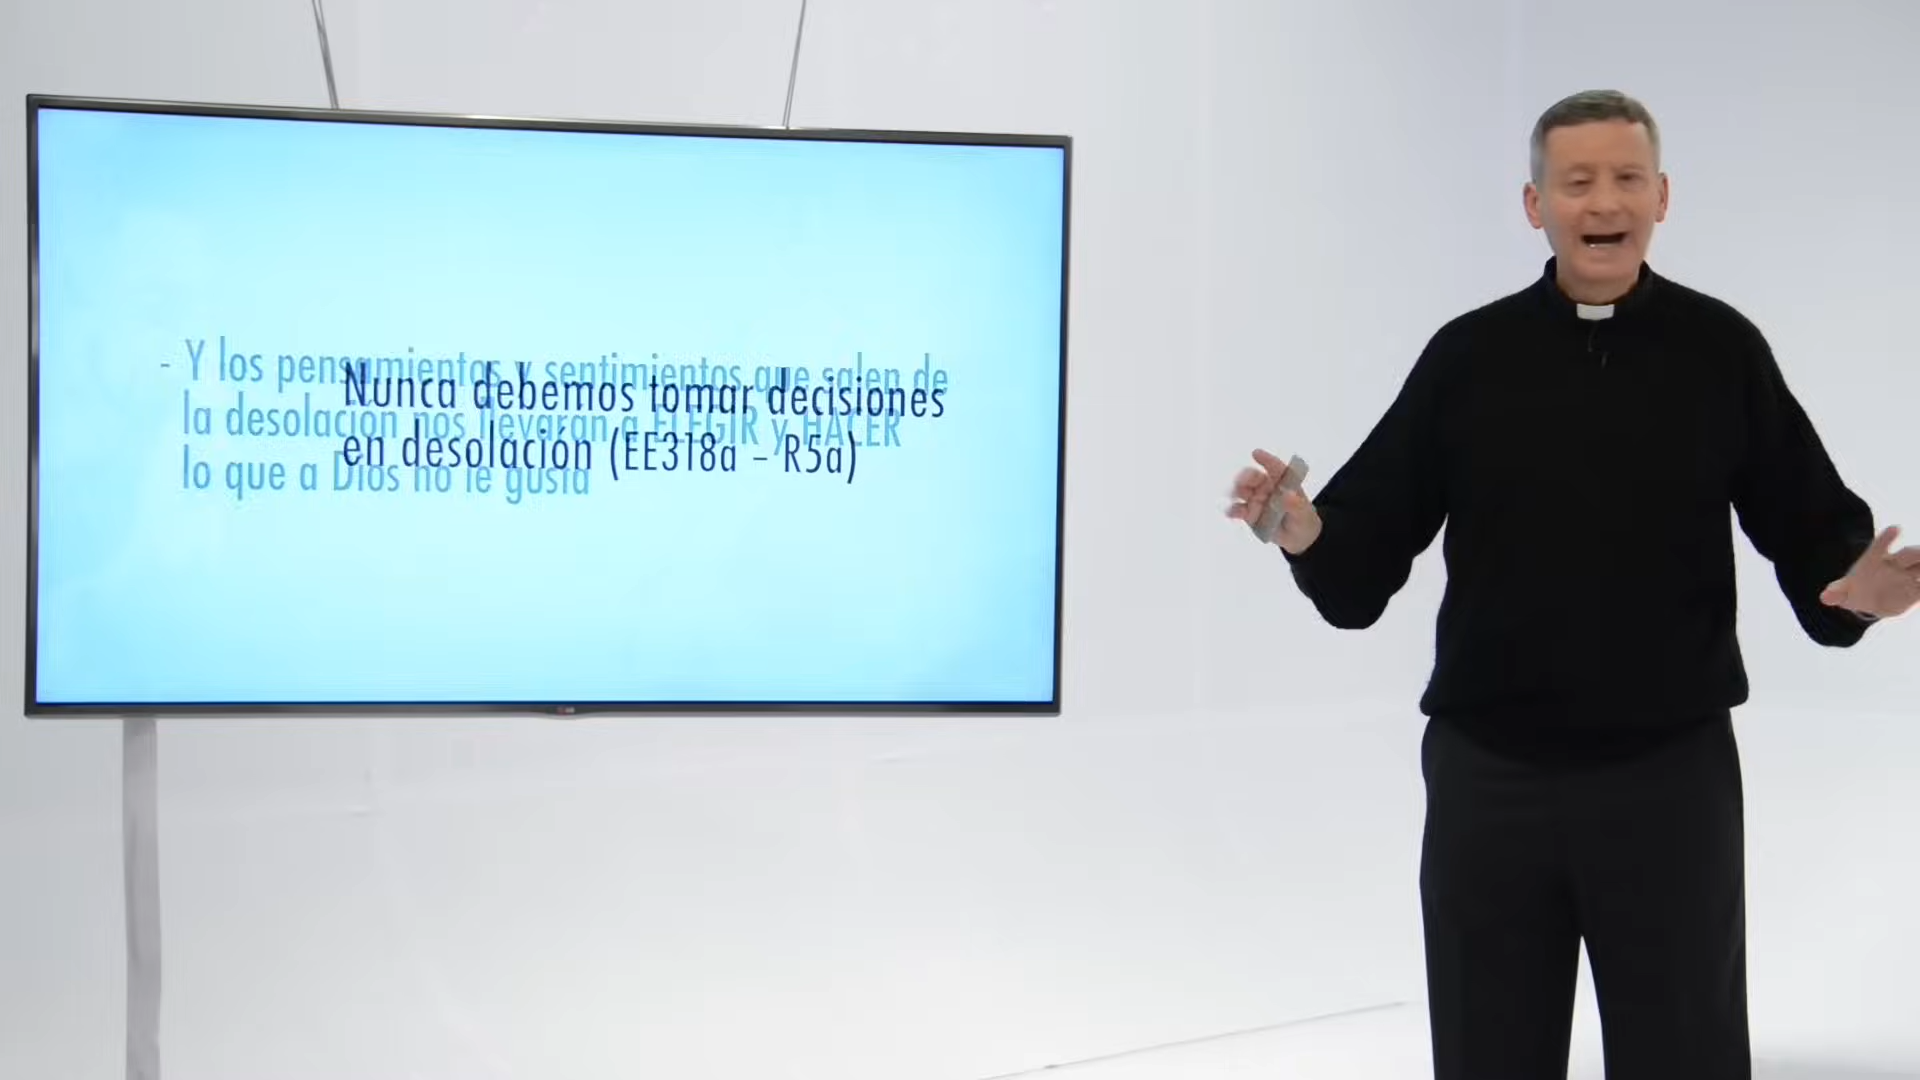 - Y los pensamientos y sentimientos que salen de
la desolación nos llevarán a ELEGIR y HACER
lo que a Dios no le gusta
Nunca debemos tomar decisiones
en desolación (EE318a – R5a)